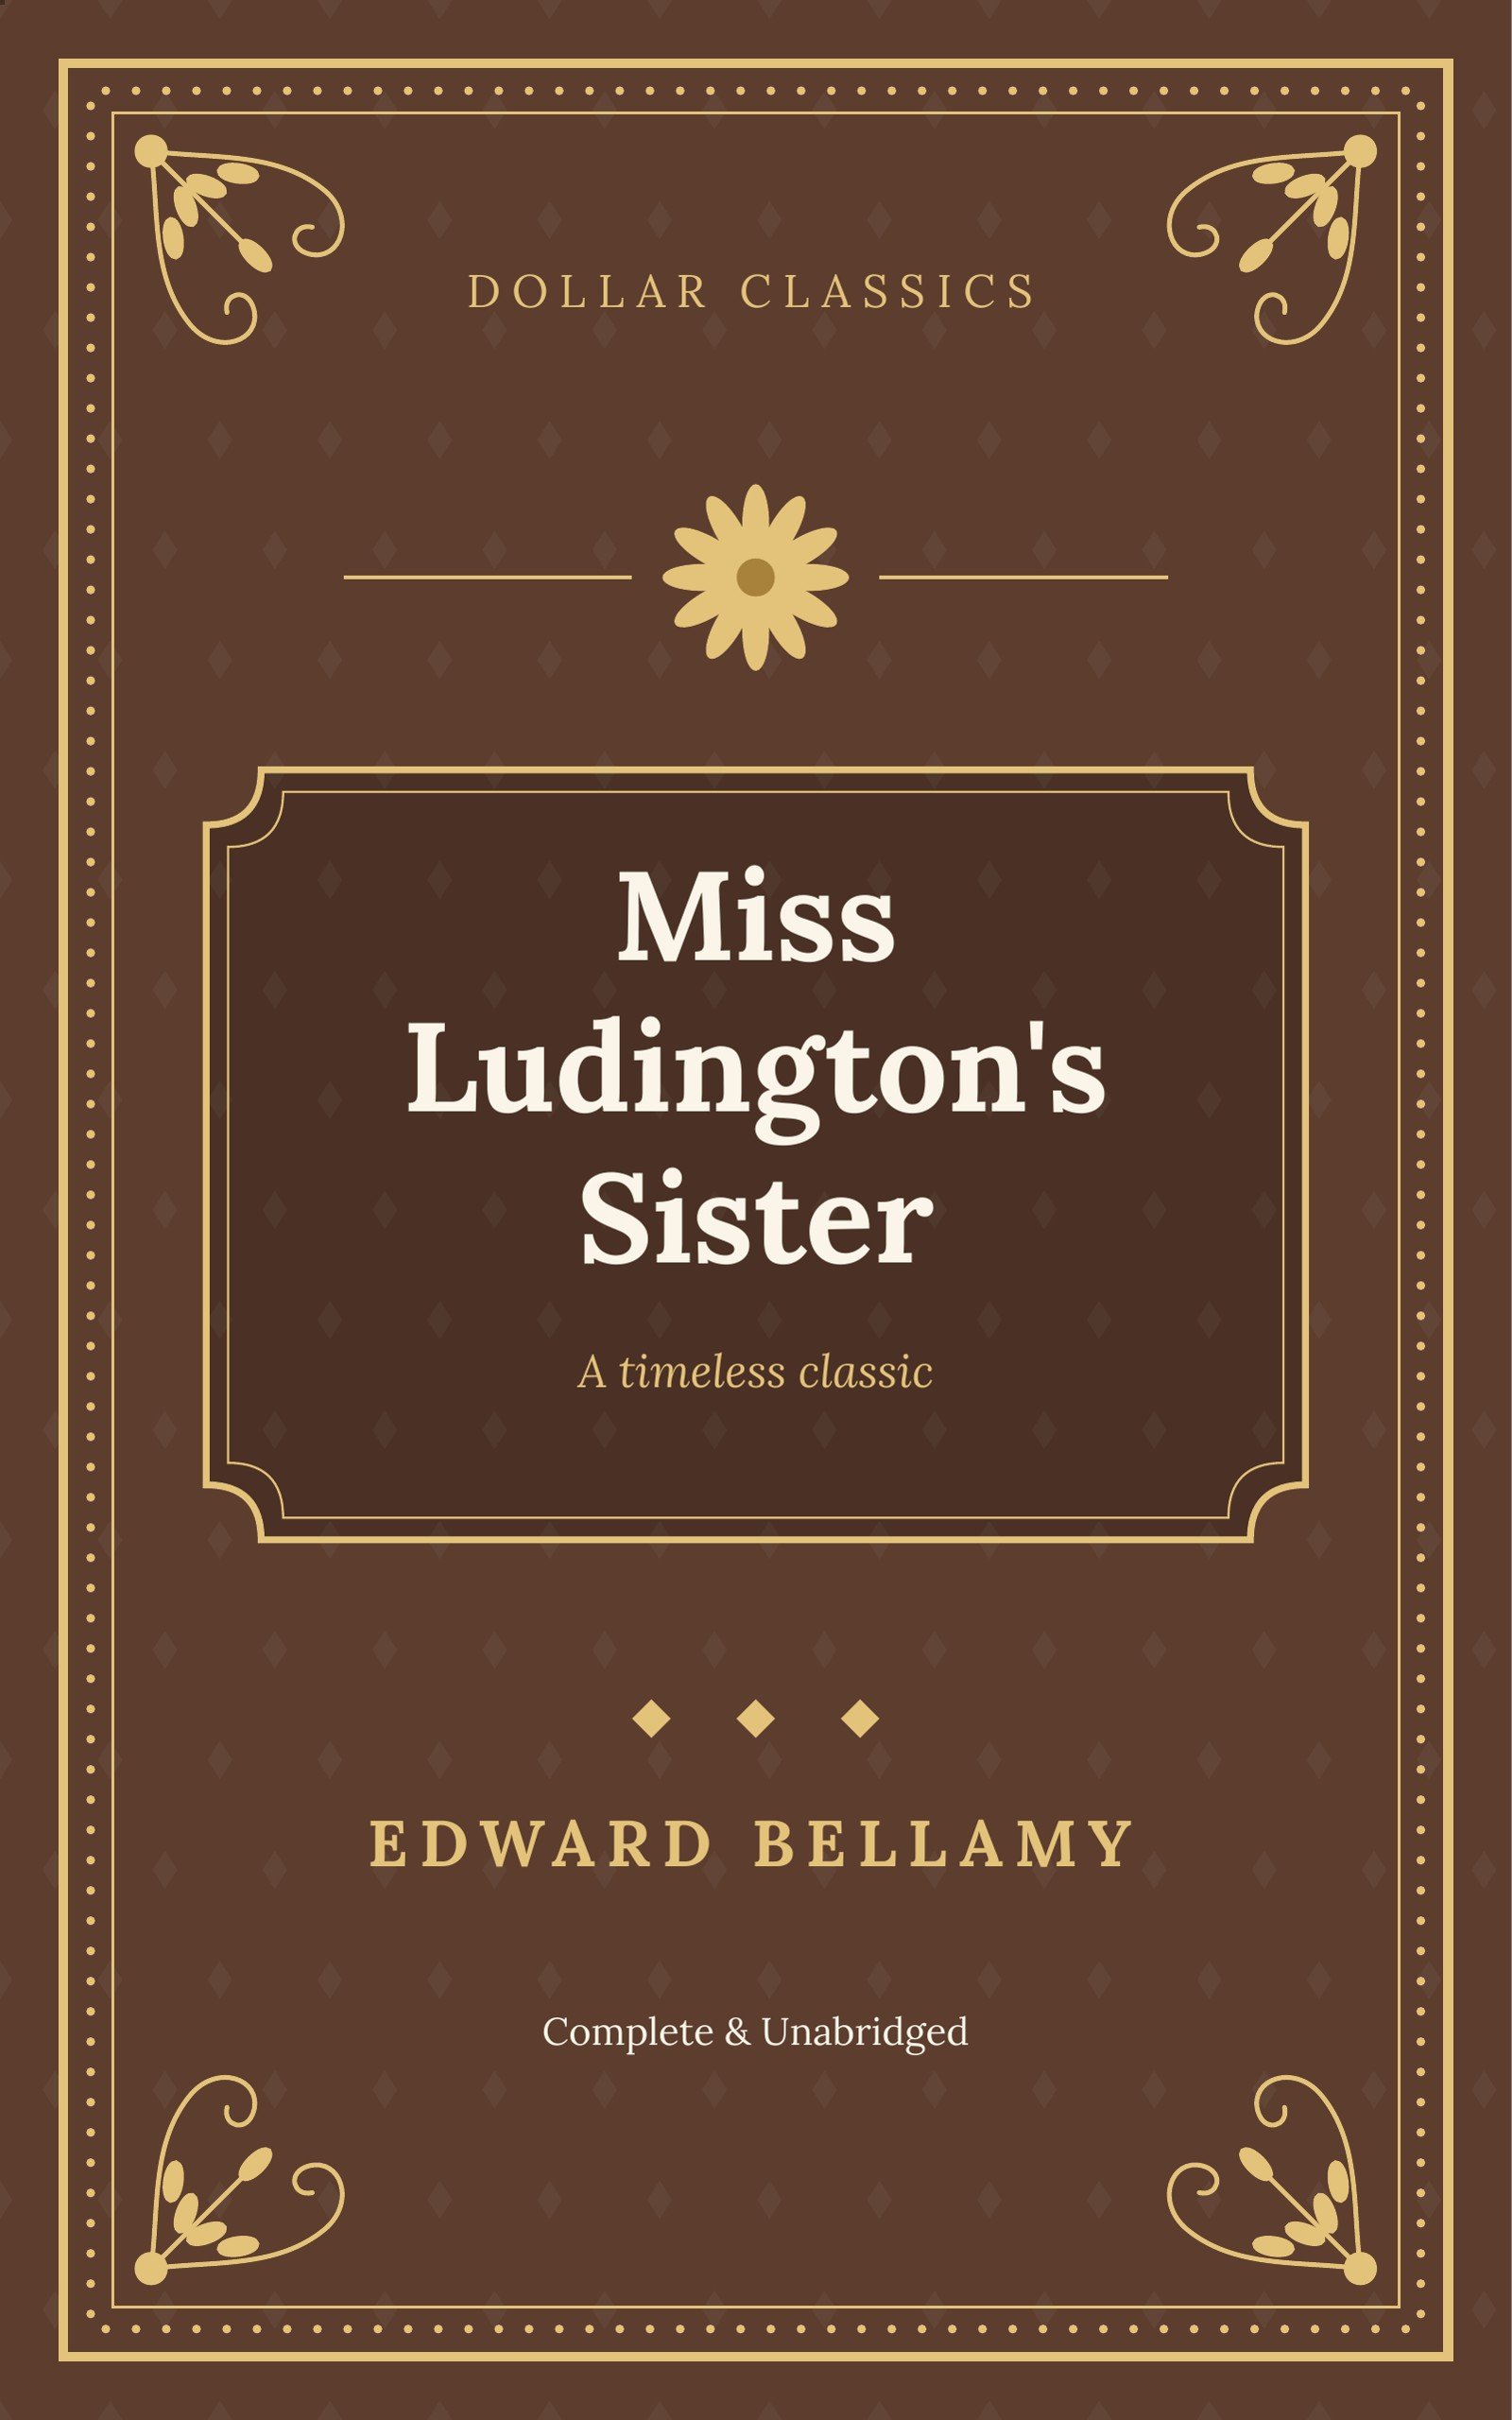 DOLLAR CLASSICS
Miss
Ludington's
Sister
A timeless classic
EDWARD BELLAMY
Complete & Unabridged